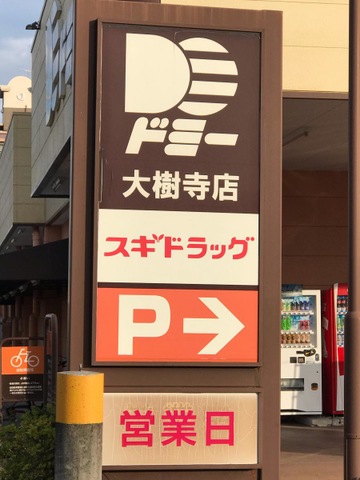 ドミー
大樹寺店
スギドラッグ
P→
営業日